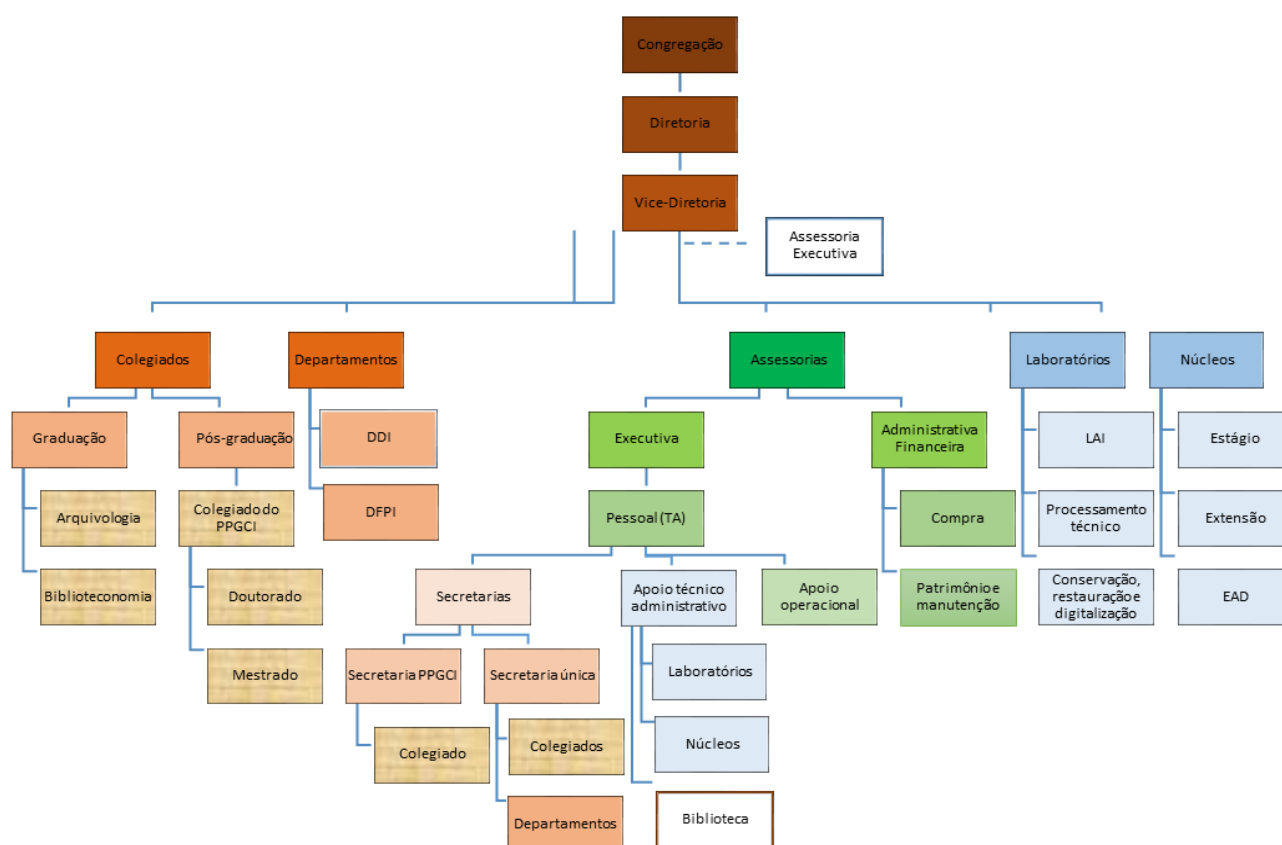 Congregação
Diretoria
Vice-Diretoria
Assessoria
Executiva
Colegiados
Departamentos
Assessorias
Laboratórios
Núcleos
Graduação
Pós-graduação
DDI
Executiva
Administrativa
Financeira
LAI
Estágio
Arquivologia
Colegiado do
PPGCI
DFPI
Pessoal (TA)
Compra
Processamento
técnico
Extensão
Biblioteconomia
Doutorado
Secretarias
Apoio técnico
administrativo
Apoio
operacional
Patrimônio e
manutenção
Conservação,
restauração e
digitalização
EAD
Mestrado
Secretaria PPGCI
Secretaria única
Laboratórios
Colegiado
Colegiados
Núcleos
Departamentos
Biblioteca